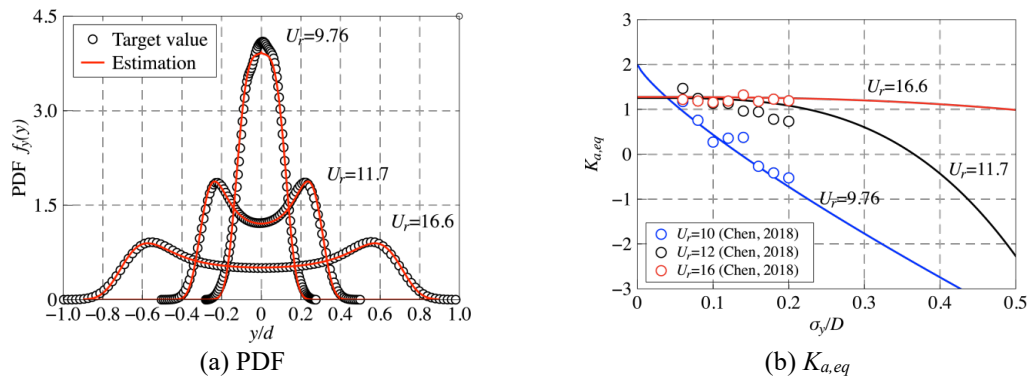 4.5
Target value
Estimation
U_r=9.76
3.0
PDF f_y(y)
U_r=11.7
1.5
U_r=16.6
0
−1.0 −0.8 −0.6 −0.4 −0.2 0 0.2 0.4 0.6 0.8 1.0
y/d
(a) PDF
3
2
U_r=16.6
1
K_{a,eq}
0
U_r=11.7
U_r=9.76
−1
U_r=10 (Chen, 2018)
−2
U_r=12 (Chen, 2018)
U_r=16 (Chen, 2018)
−3
0 0.1 0.2 0.3 0.4 0.5
σ_y/D
(b) K_{a,eq}